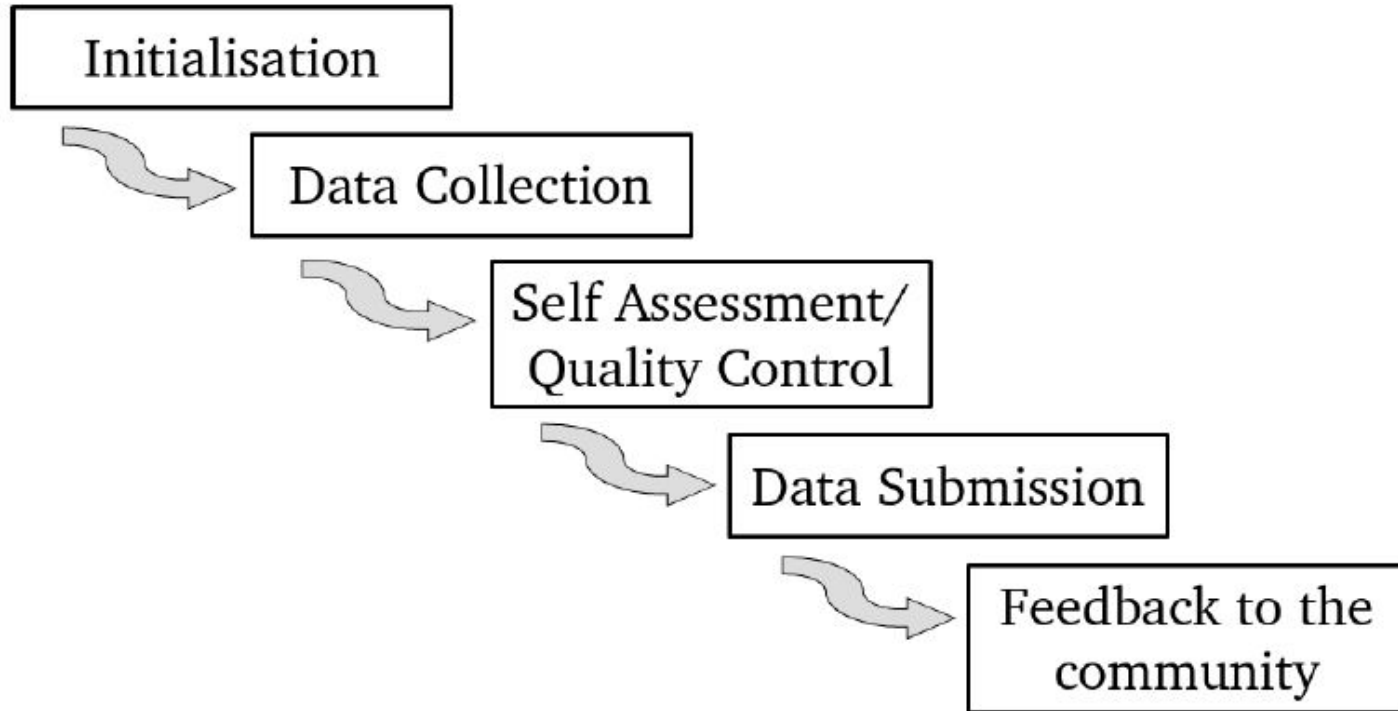 Initialisation
Data Collection
Self Assessment/
Quality Control
Data Submission
Feedback to the
community